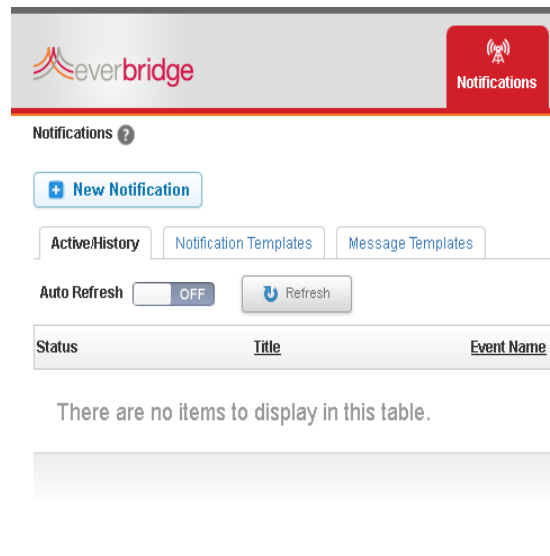 everbridge
Notifications
Notifications ?
New Notification
Active/History Notification Templates Message Templates
Auto Refresh OFF Refresh
Status Title Event Name
There are no items to display in this table.